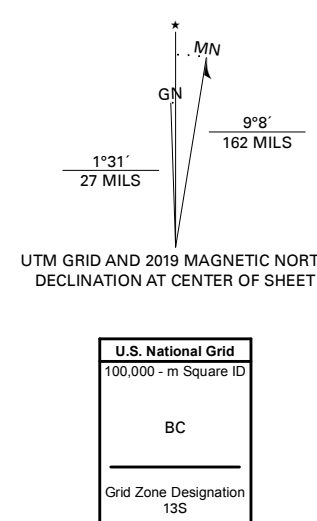 ★
MN
GN
9°8´
162 MILS
1°31´
27 MILS
UTM GRID AND 2019 MAGNETIC NORT
DECLINATION AT CENTER OF SHEET
U.S. National Grid
100,000 - m Square ID
BC
Grid Zone Designation
13S